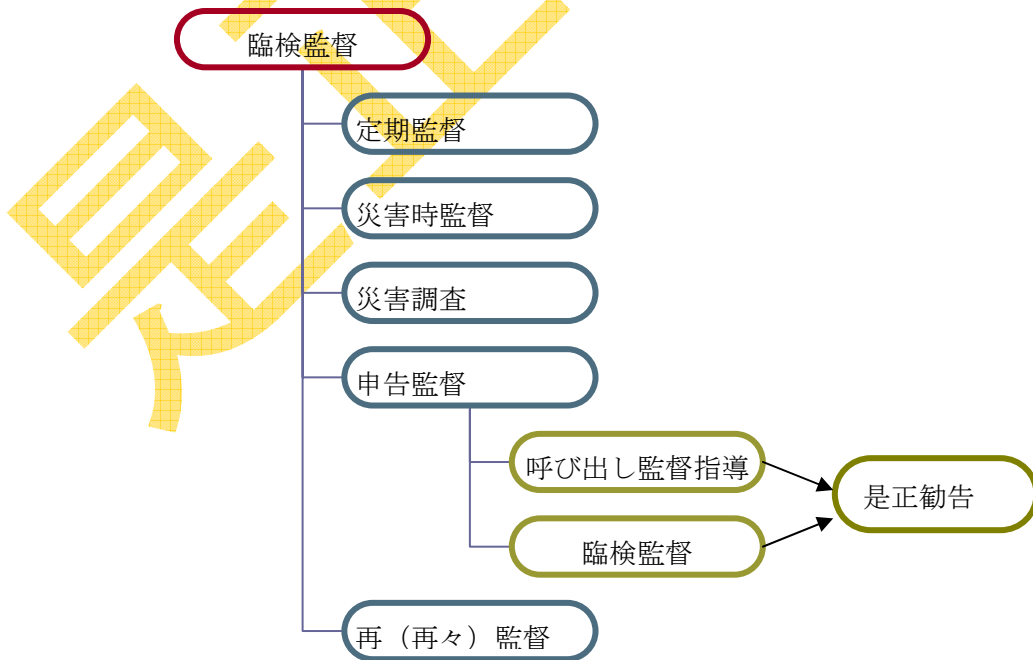 臨検監督
定期監督
災害時監督
災害調査
申告監督
呼び出し監督指導
是正勧告
臨検監督
再（再々）監督